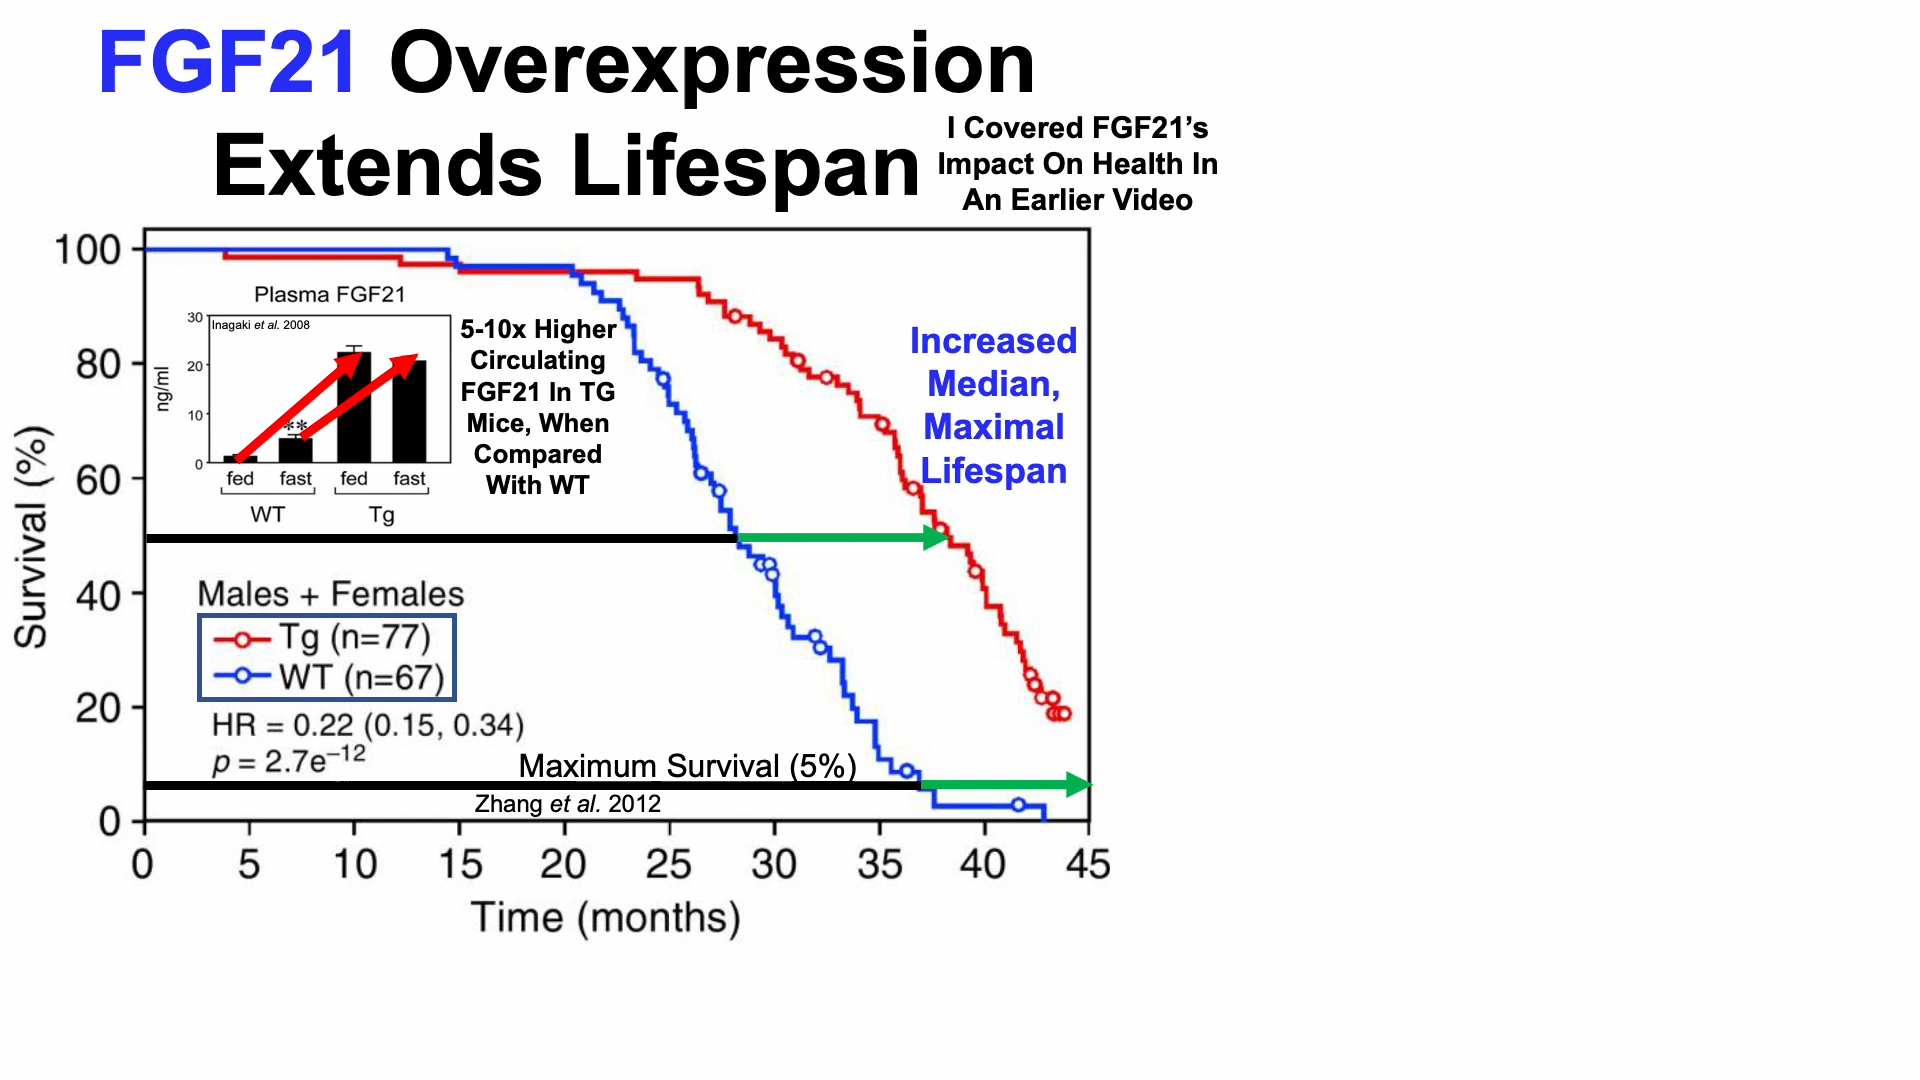 FGF21 Overexpression
Extends Lifespan
I Covered FGF21’s
Impact On Health In
An Earlier Video
100
80
60
40
20
0
Survival (%)
Plasma FGF21
30
20
10
0
ng/ml
Inagaki et al. 2008
**
fed fast fed fast
WT Tg
5-10x Higher
Circulating
FGF21 In TG
Mice, When
Compared
With WT
Increased
Median,
Maximal
Lifespan
Males + Females
Tg (n=77)
WT (n=67)
HR = 0.22 (0.15, 0.34)
p = 2.7e–12
Maximum Survival (5%)
Zhang et al. 2012
0 5 10 15 20 25 30 35 40 45
Time (months)